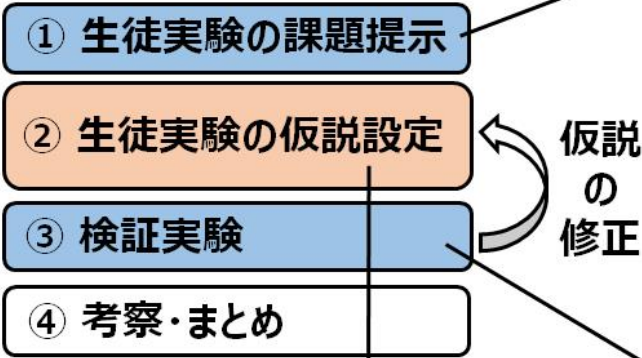 ① 生徒実験の課題提示
② 生徒実験の仮説設定
③ 検証実験
④ 考察・まとめ
仮説
の
修正